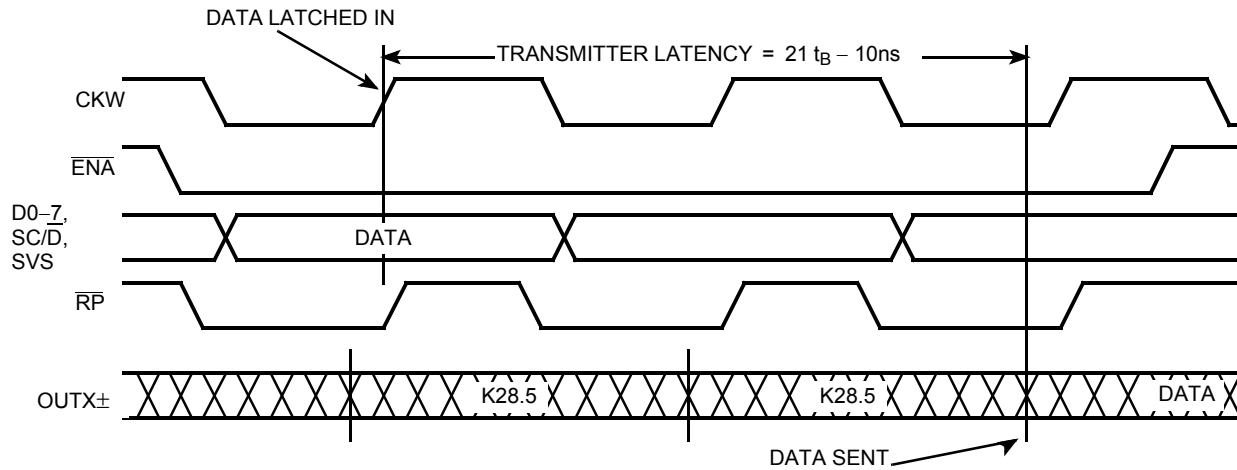 DATA LATCHED IN
TRANSMITTER LATENCY = 21 tB – 10ns
CKW
ENA
D0–7,
SC/D,
SVS
DATA
RP
OUTX±
K28.5
K28.5
DATA
DATA SENT